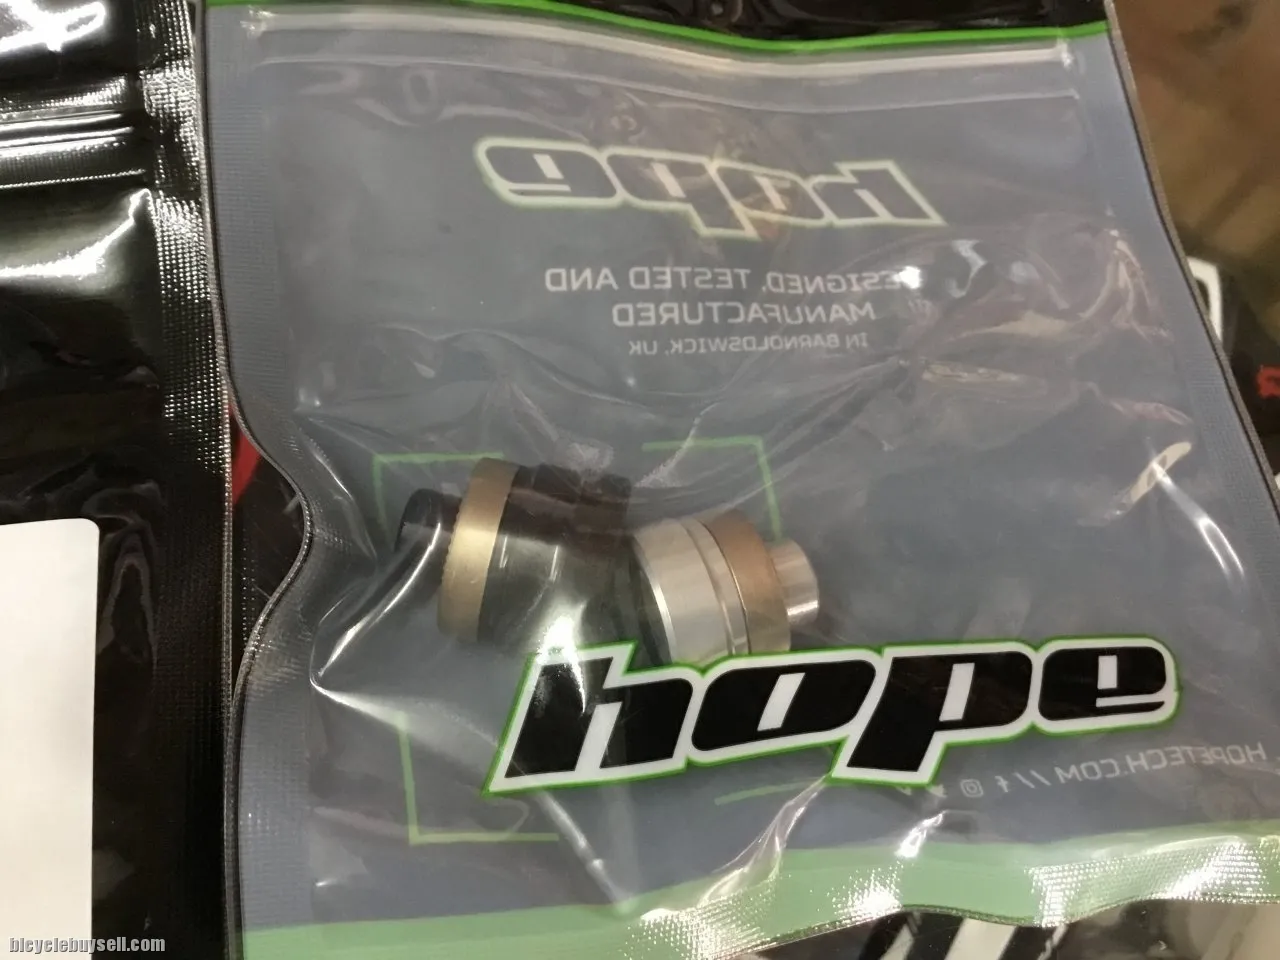 hope
DESIGNED, TESTED AND
MANUFACTURED
IN BARNOLDSWICK, UK
hope
HOPETECH.COM //
bicyclebuysell.com